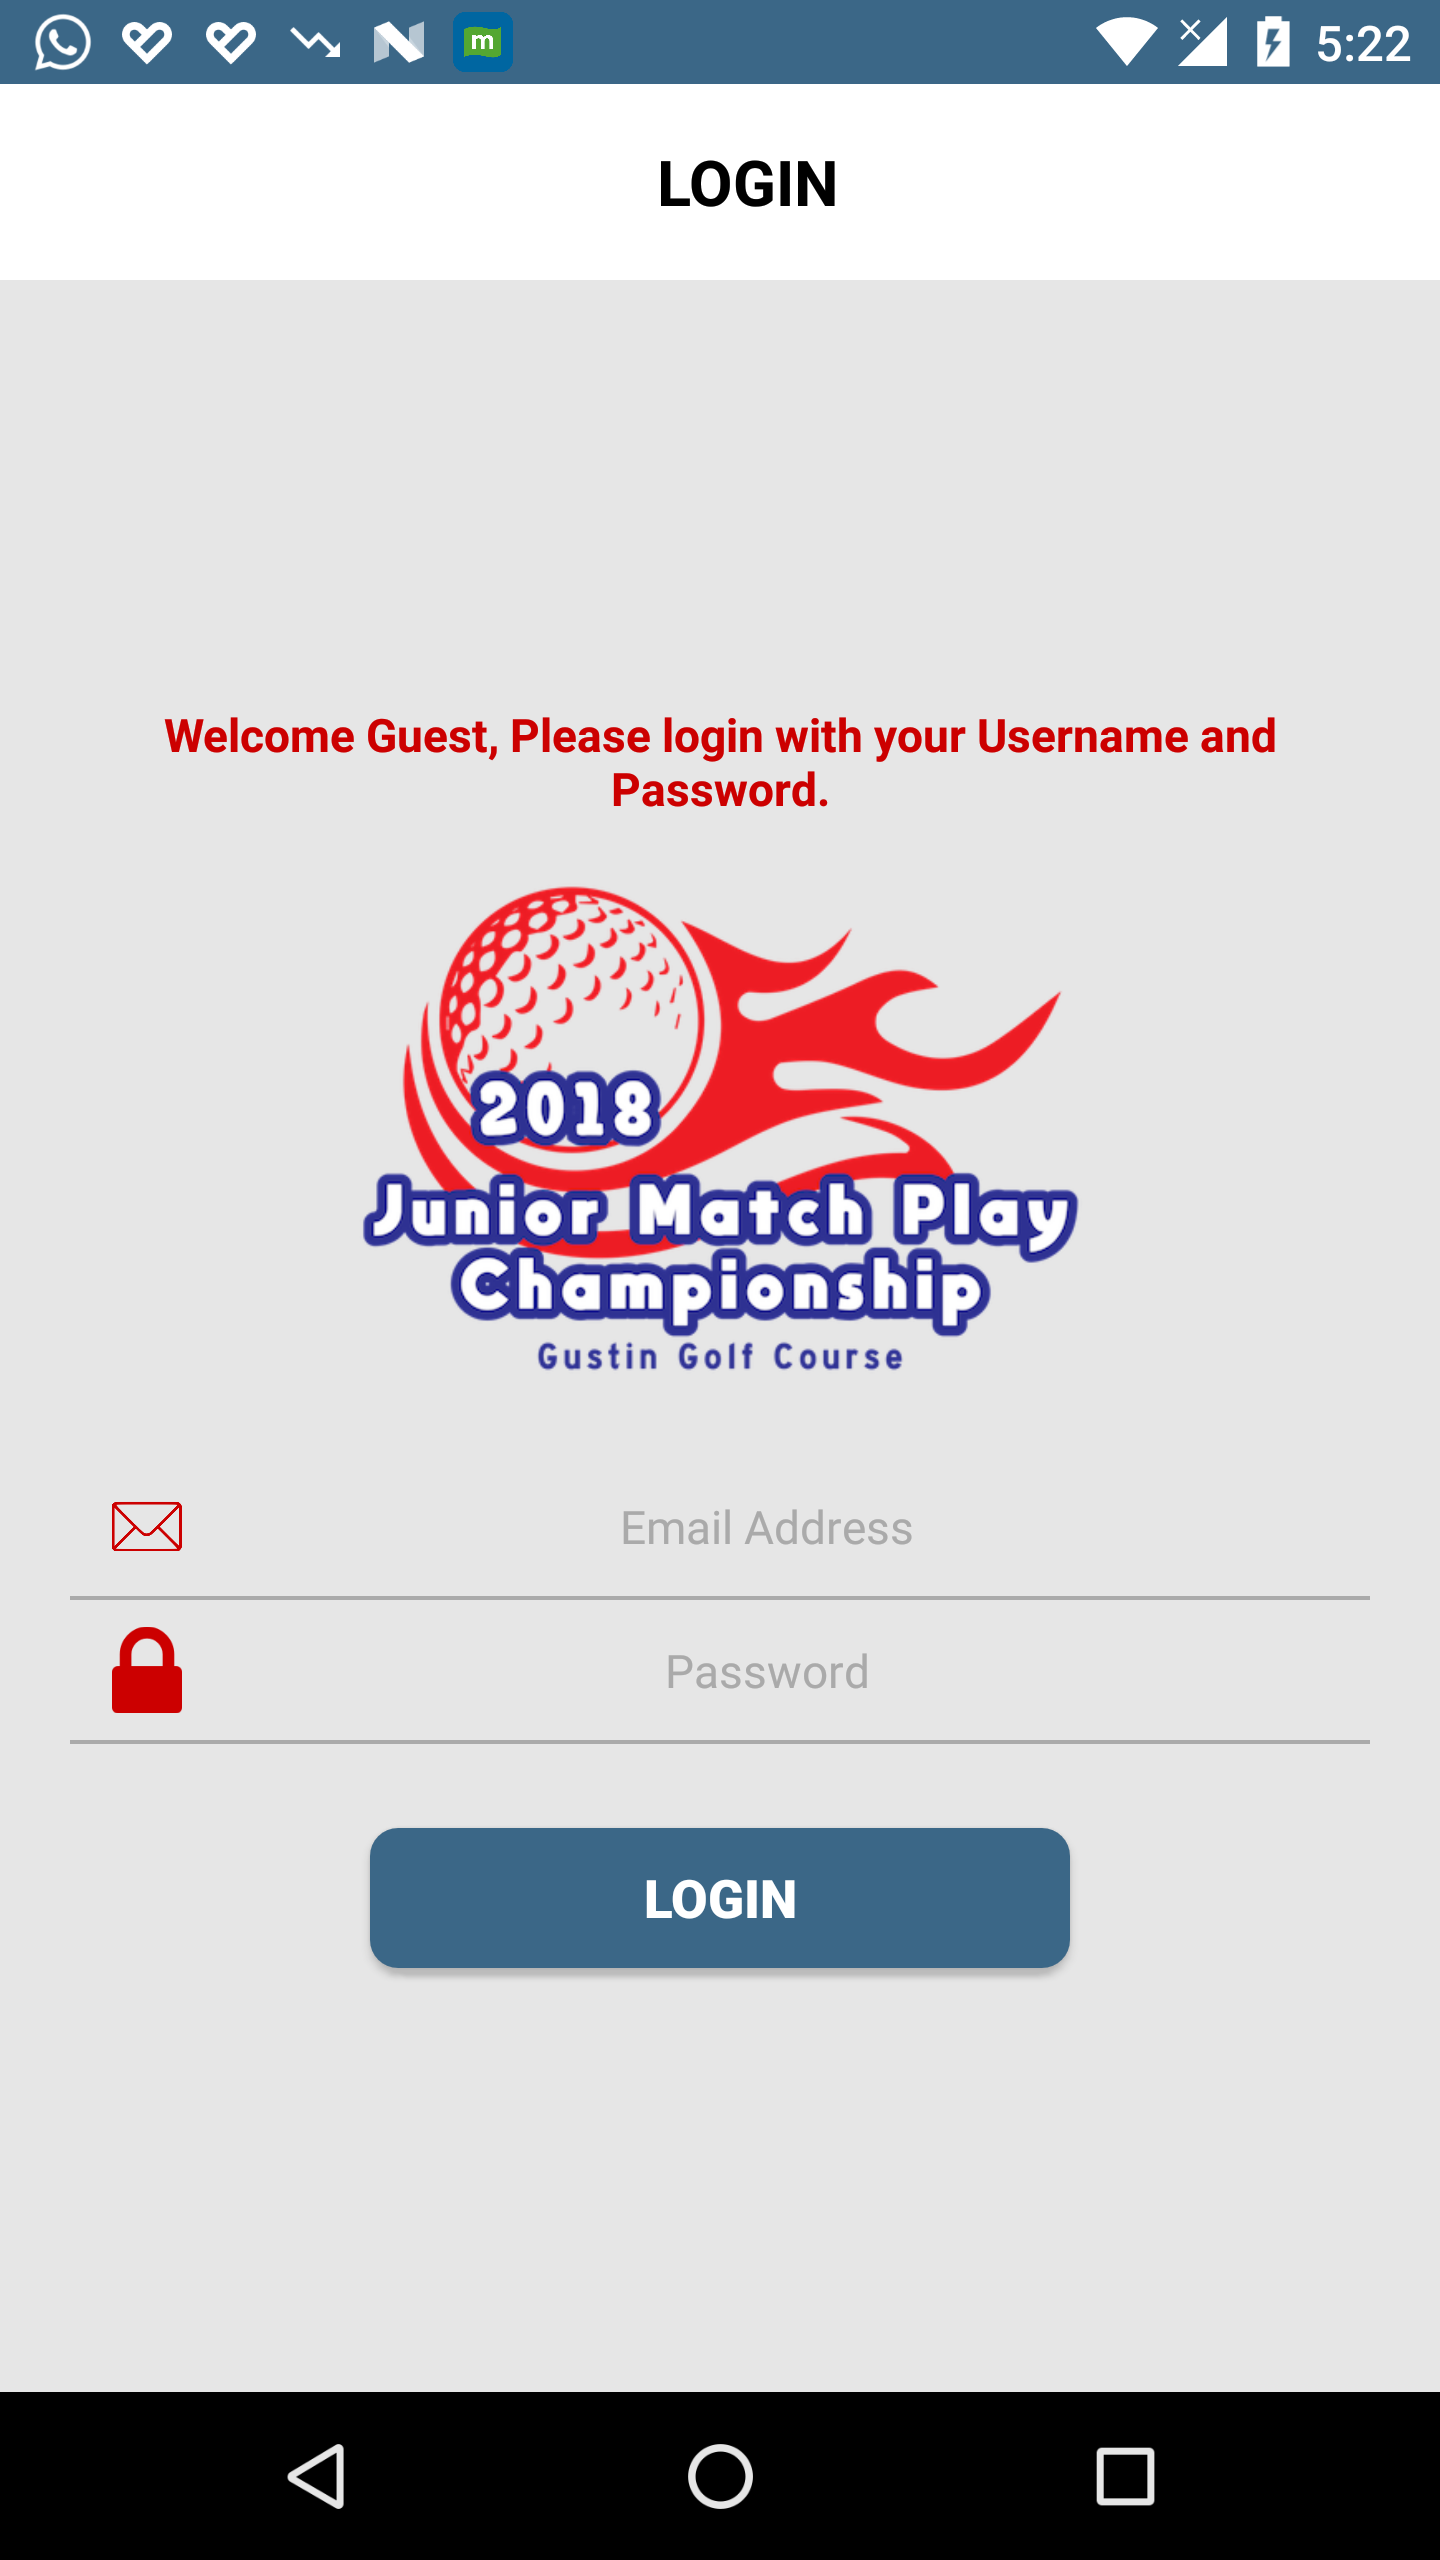 m
5:22
LOGIN
Welcome Guest, Please login with your Username and
Password.
2018
Junior Match Play
Championship
Gustin Golf Course
Email Address
Password
LOGIN